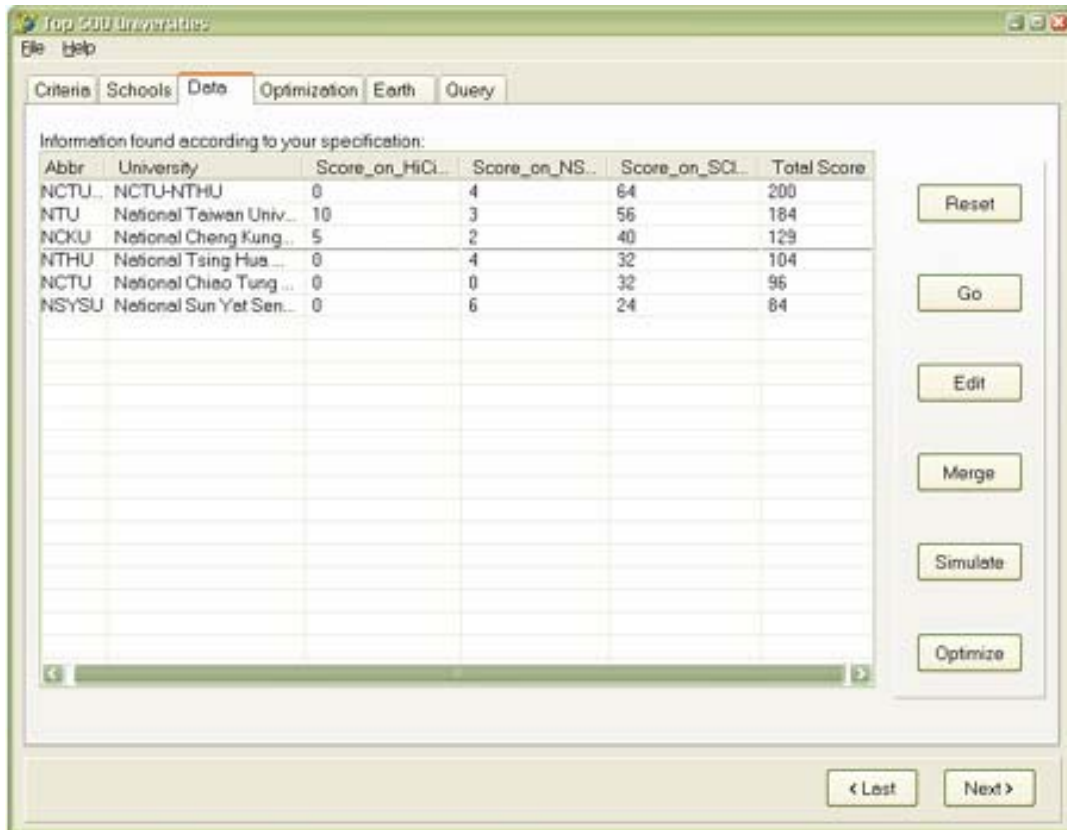 Top 500 Universities
File Help
Criteria Schools Data Optimization Earth Query
Information found according to your specification:
Abbr University Score_on_HiCi... Score_on_NS... Score_on_SCI... Total Score
NCTU... NCTU-NTHU 0 4 64 200
NTU National Taiwan Univ... 10 3 56 184
NCKU National Cheng Kung... 5 2 40 129
NTHU National Tsing Hua ... 0 4 32 104
NCTU National Chiao Tung ... 0 0 32 96
NSYSU National Sun Yat Sen... 0 6 24 84
Reset
Go
Edit
Merge
Simulate
Optimize
< Last Next >